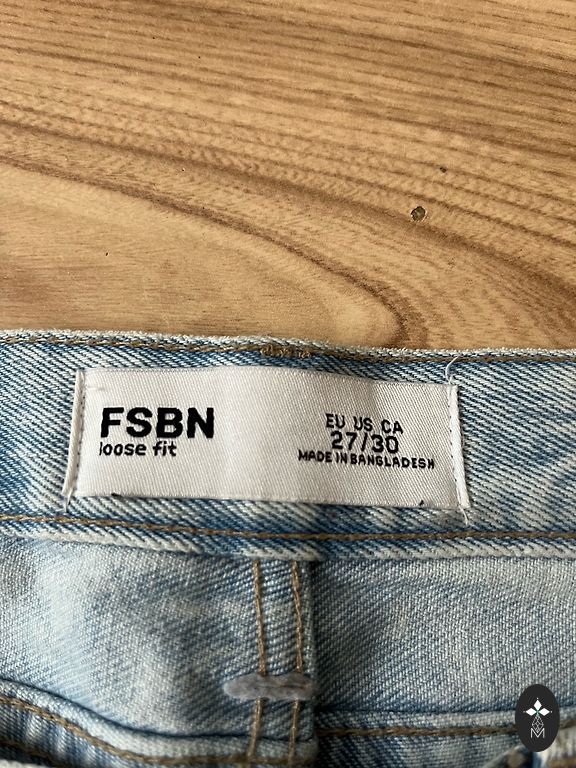 FSBN
loose fit
EU US CA
27/30
MADE IN BANGLADESH